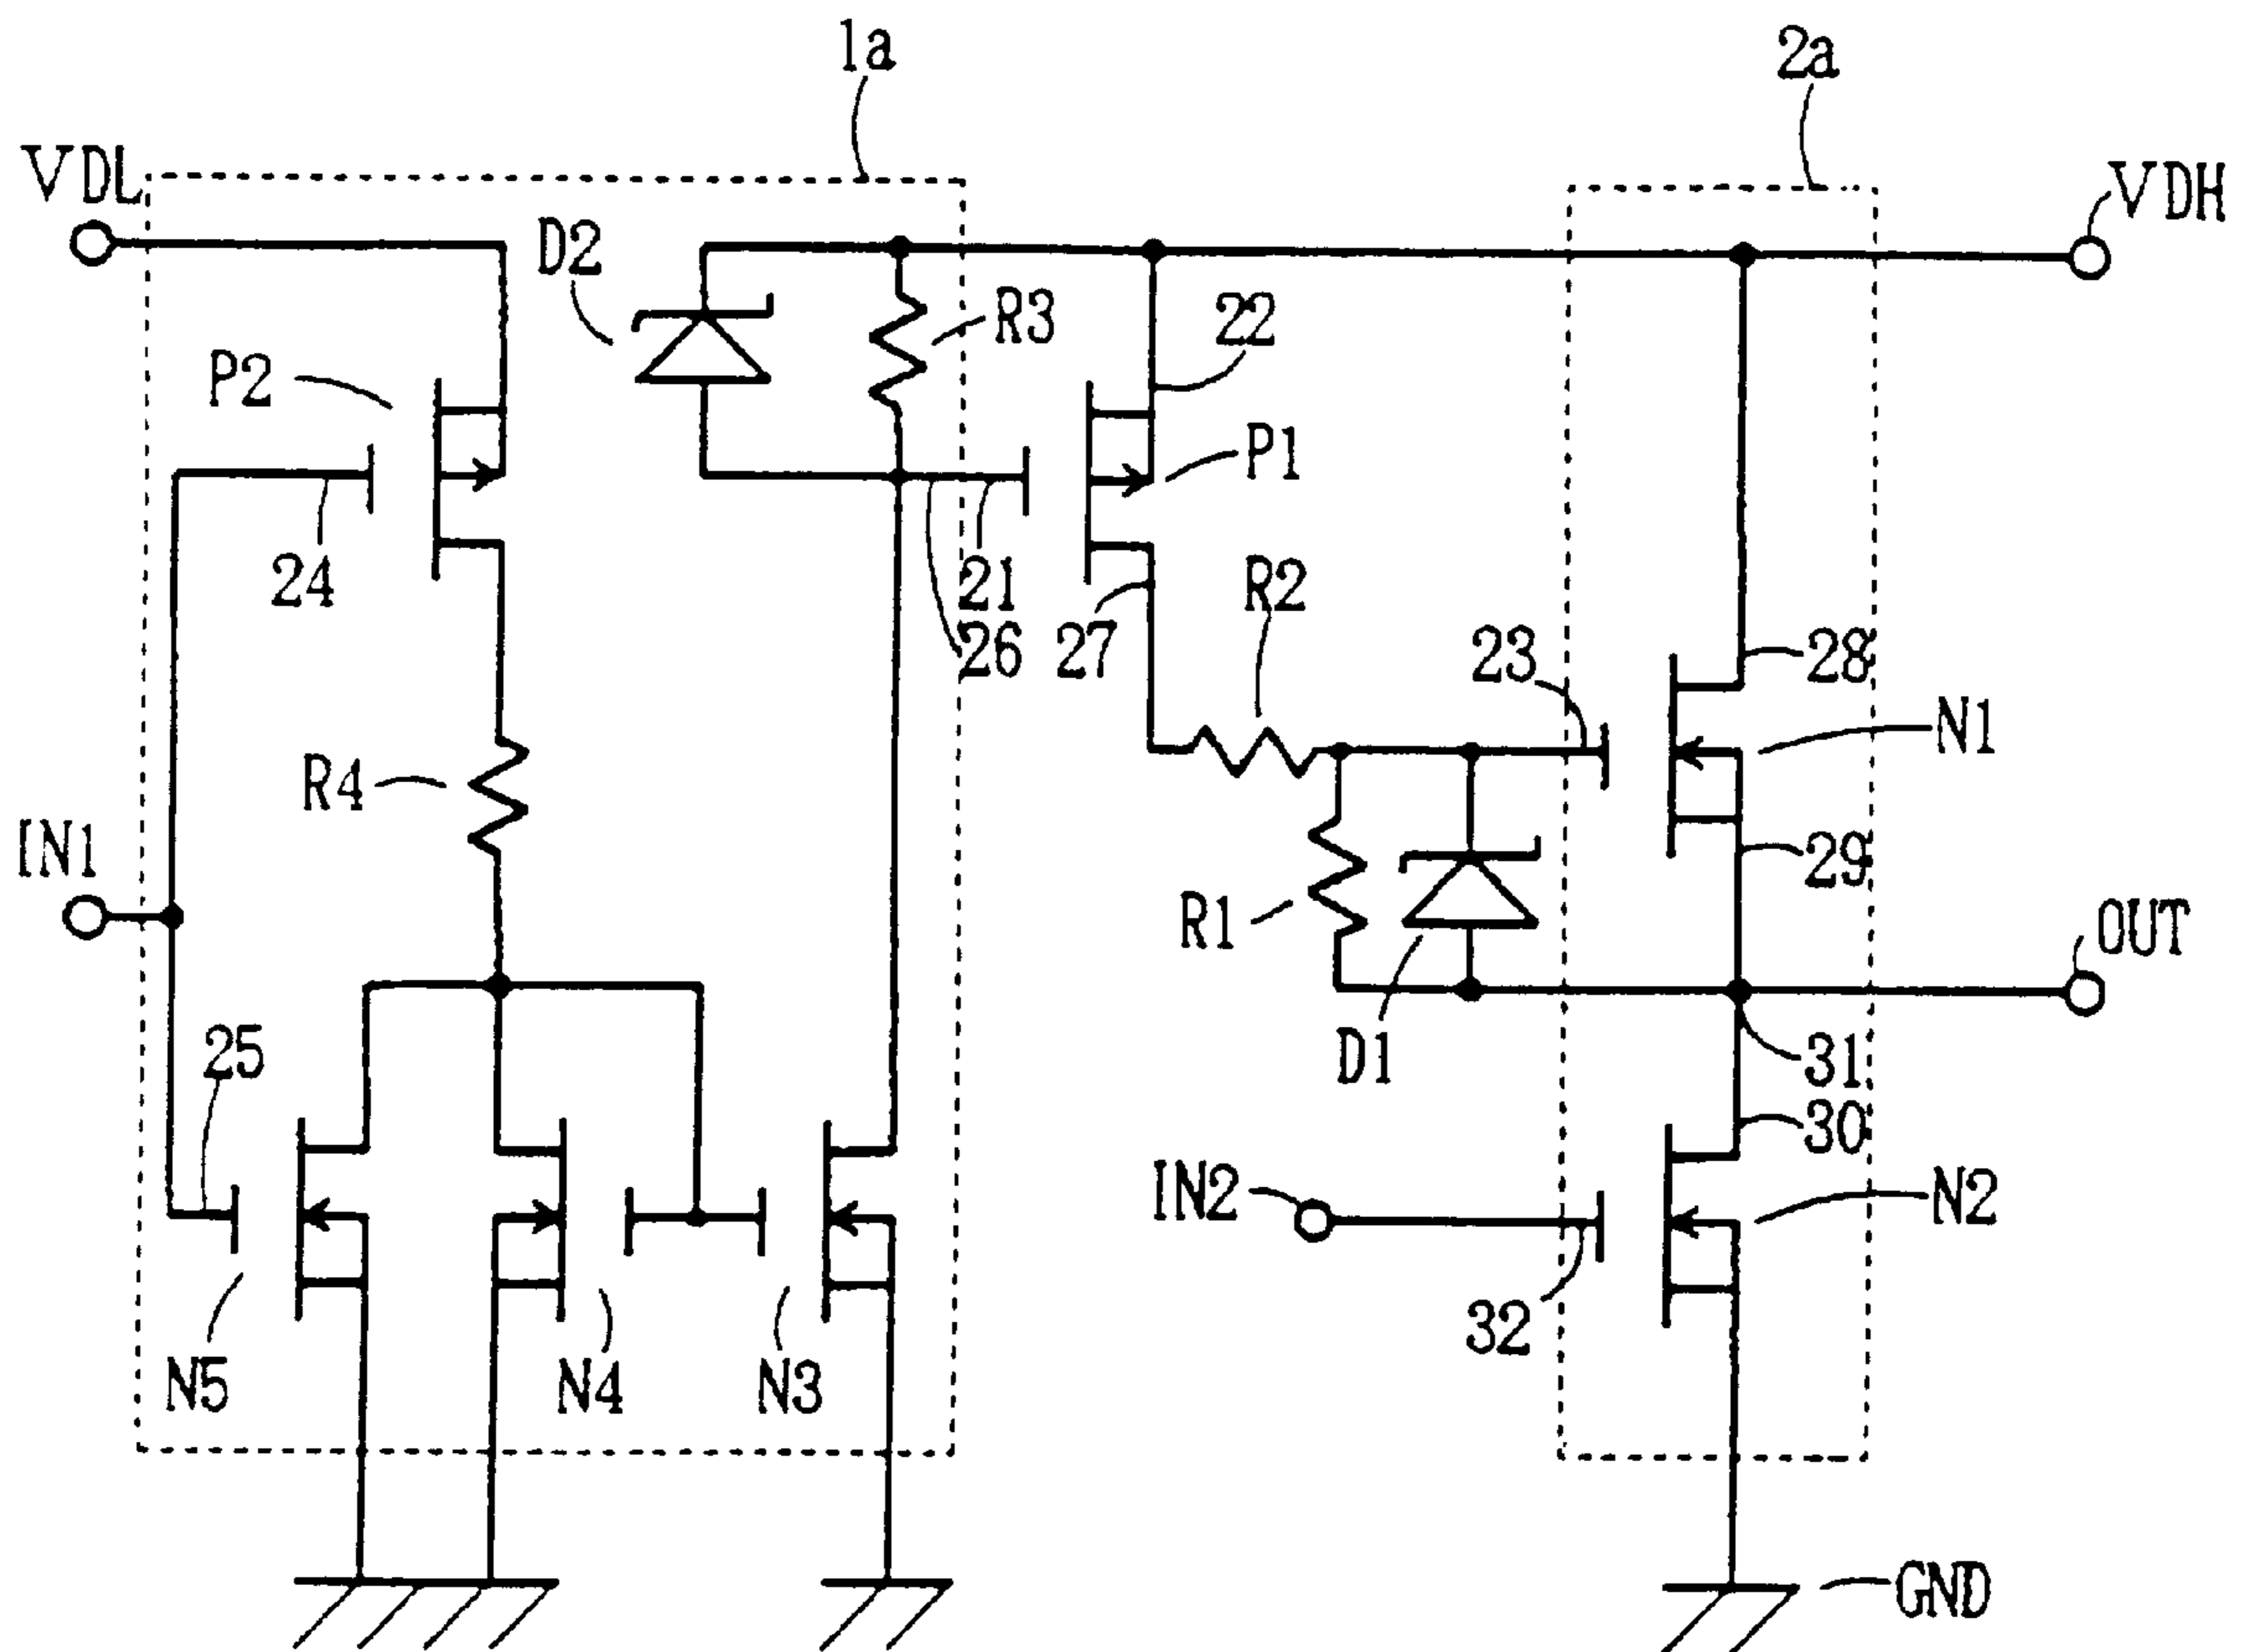 1a
2a
VDL
VDH
D2
R3
22
P2
P1
24
21
R2
26
27
23
28
N1
R4
IN1
29
R1
OUT
D1
25
31
30
IN2
N2
32
N5
N4
N3
GND